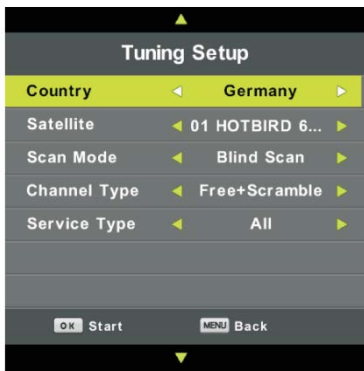 Tuning Setup
Country Germany
Satellite 01 HOTBIRD 6...
Scan Mode Blind Scan
Channel Type Free+Scramble
Service Type All
OK Start MENU Back